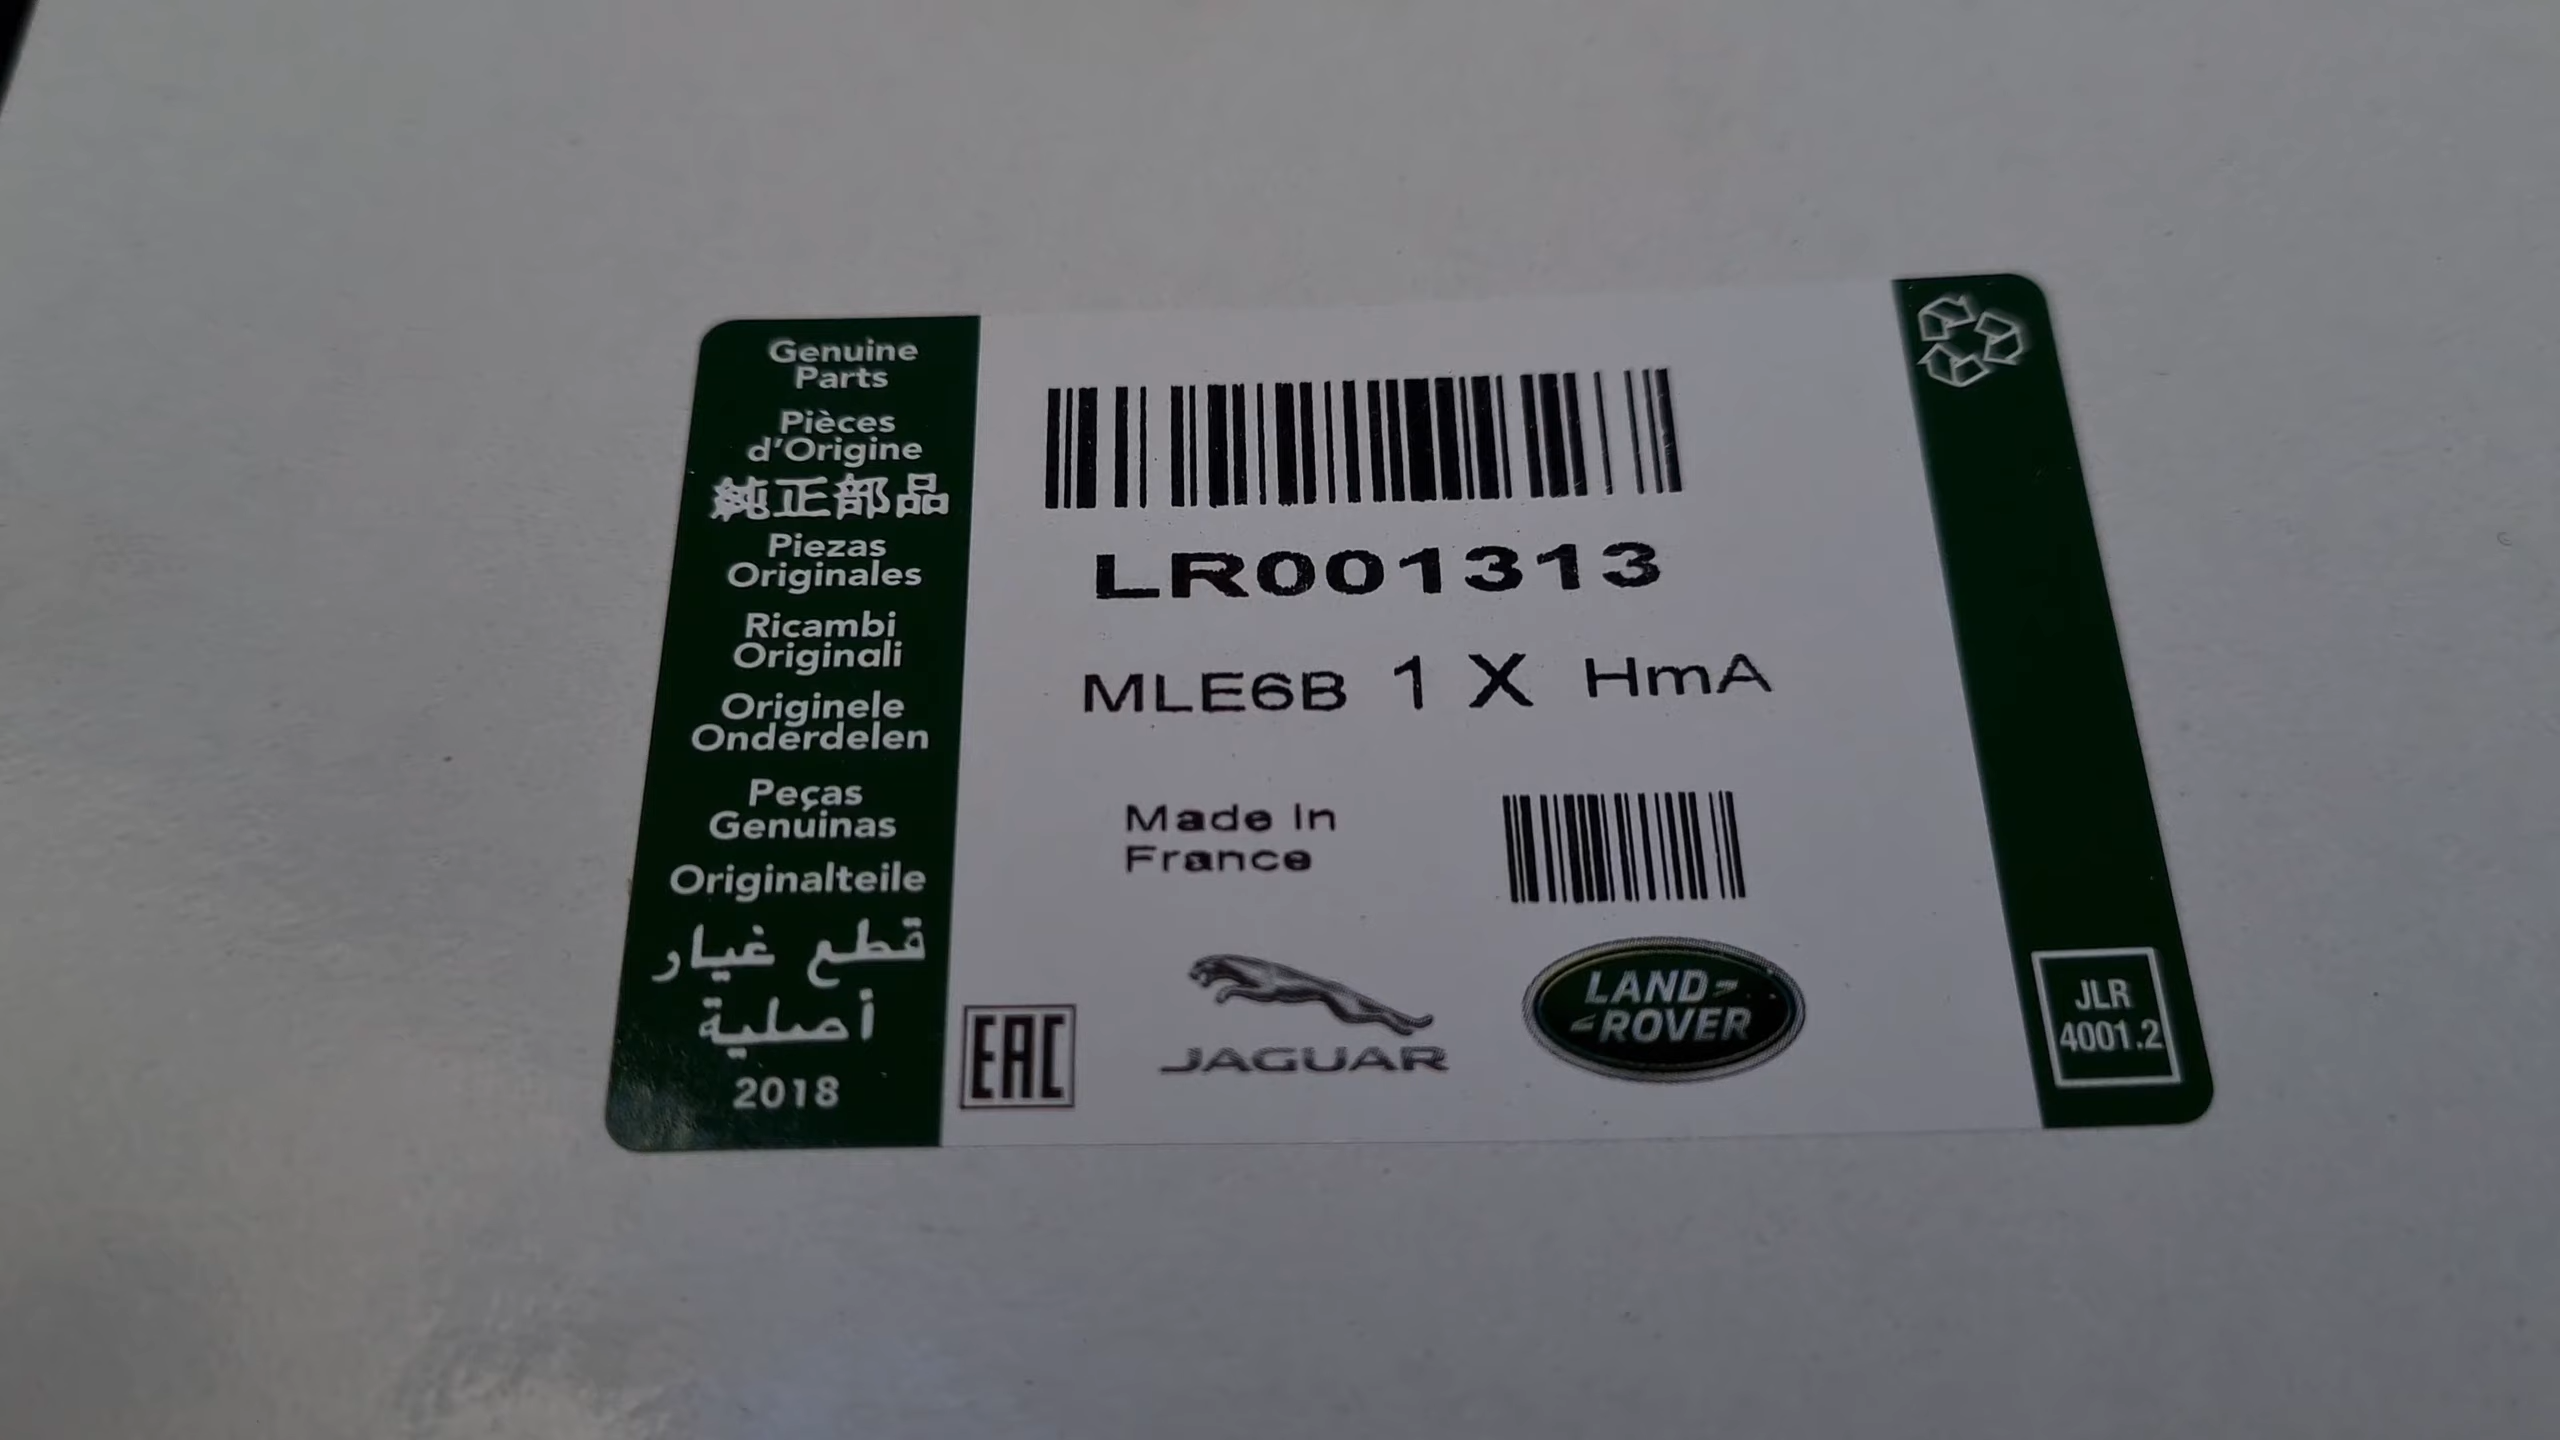 Genuine
Parts
Pièces
d'Origine
純正部品
Piezas
Originales
Ricambi
Originali
Originele
Onderdelen
Peças
Genuinas
Originalteile
قطع غيار
أصلية
2018
LR001313
MLE6B 1 X HmA
Made In
France
EAC
JAGUAR
LAND
ROVER
JLR
4001.2